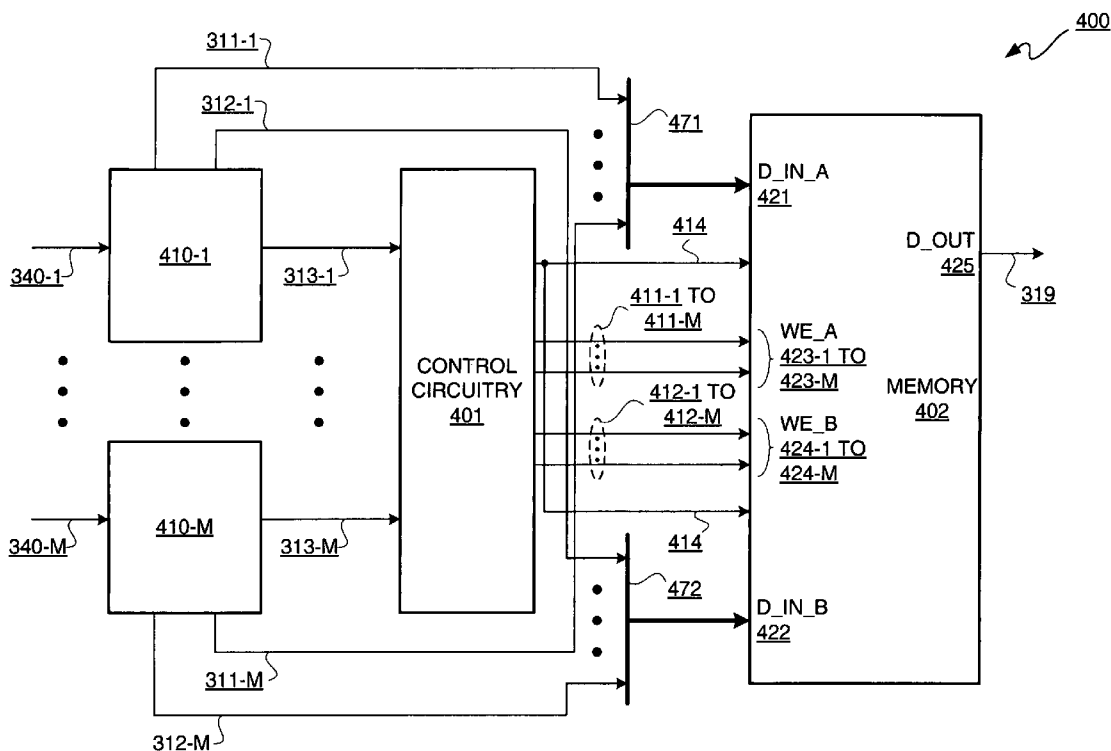 400
311-1
312-1
471
410-1
340-1
313-1
D_IN_A
421
414
D_OUT
425
319
411-1 TO
411-M
WE_A
423-1 TO
423-M
CONTROL
CIRCUITRY
401
412-1 TO
412-M
MEMORY
402
WE_B
424-1 TO
424-M
410-M
340-M
313-M
414
472
D_IN_B
422
311-M
312-M